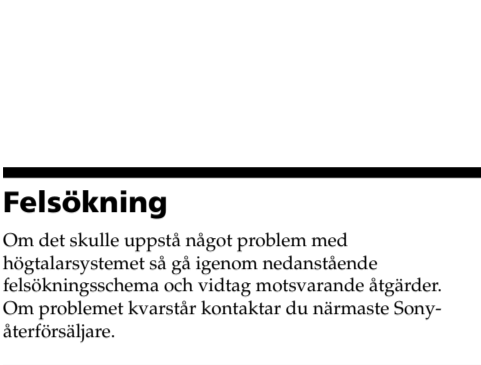 Felsökning
Om det skulle uppstå något problem med
högtalarsystemet så gå igenom nedanstående
felsökningsschema och vidtag motsvarande åtgärder.
Om problemet kvarstår kontaktar du närmaste Sony-
återförsäljare.